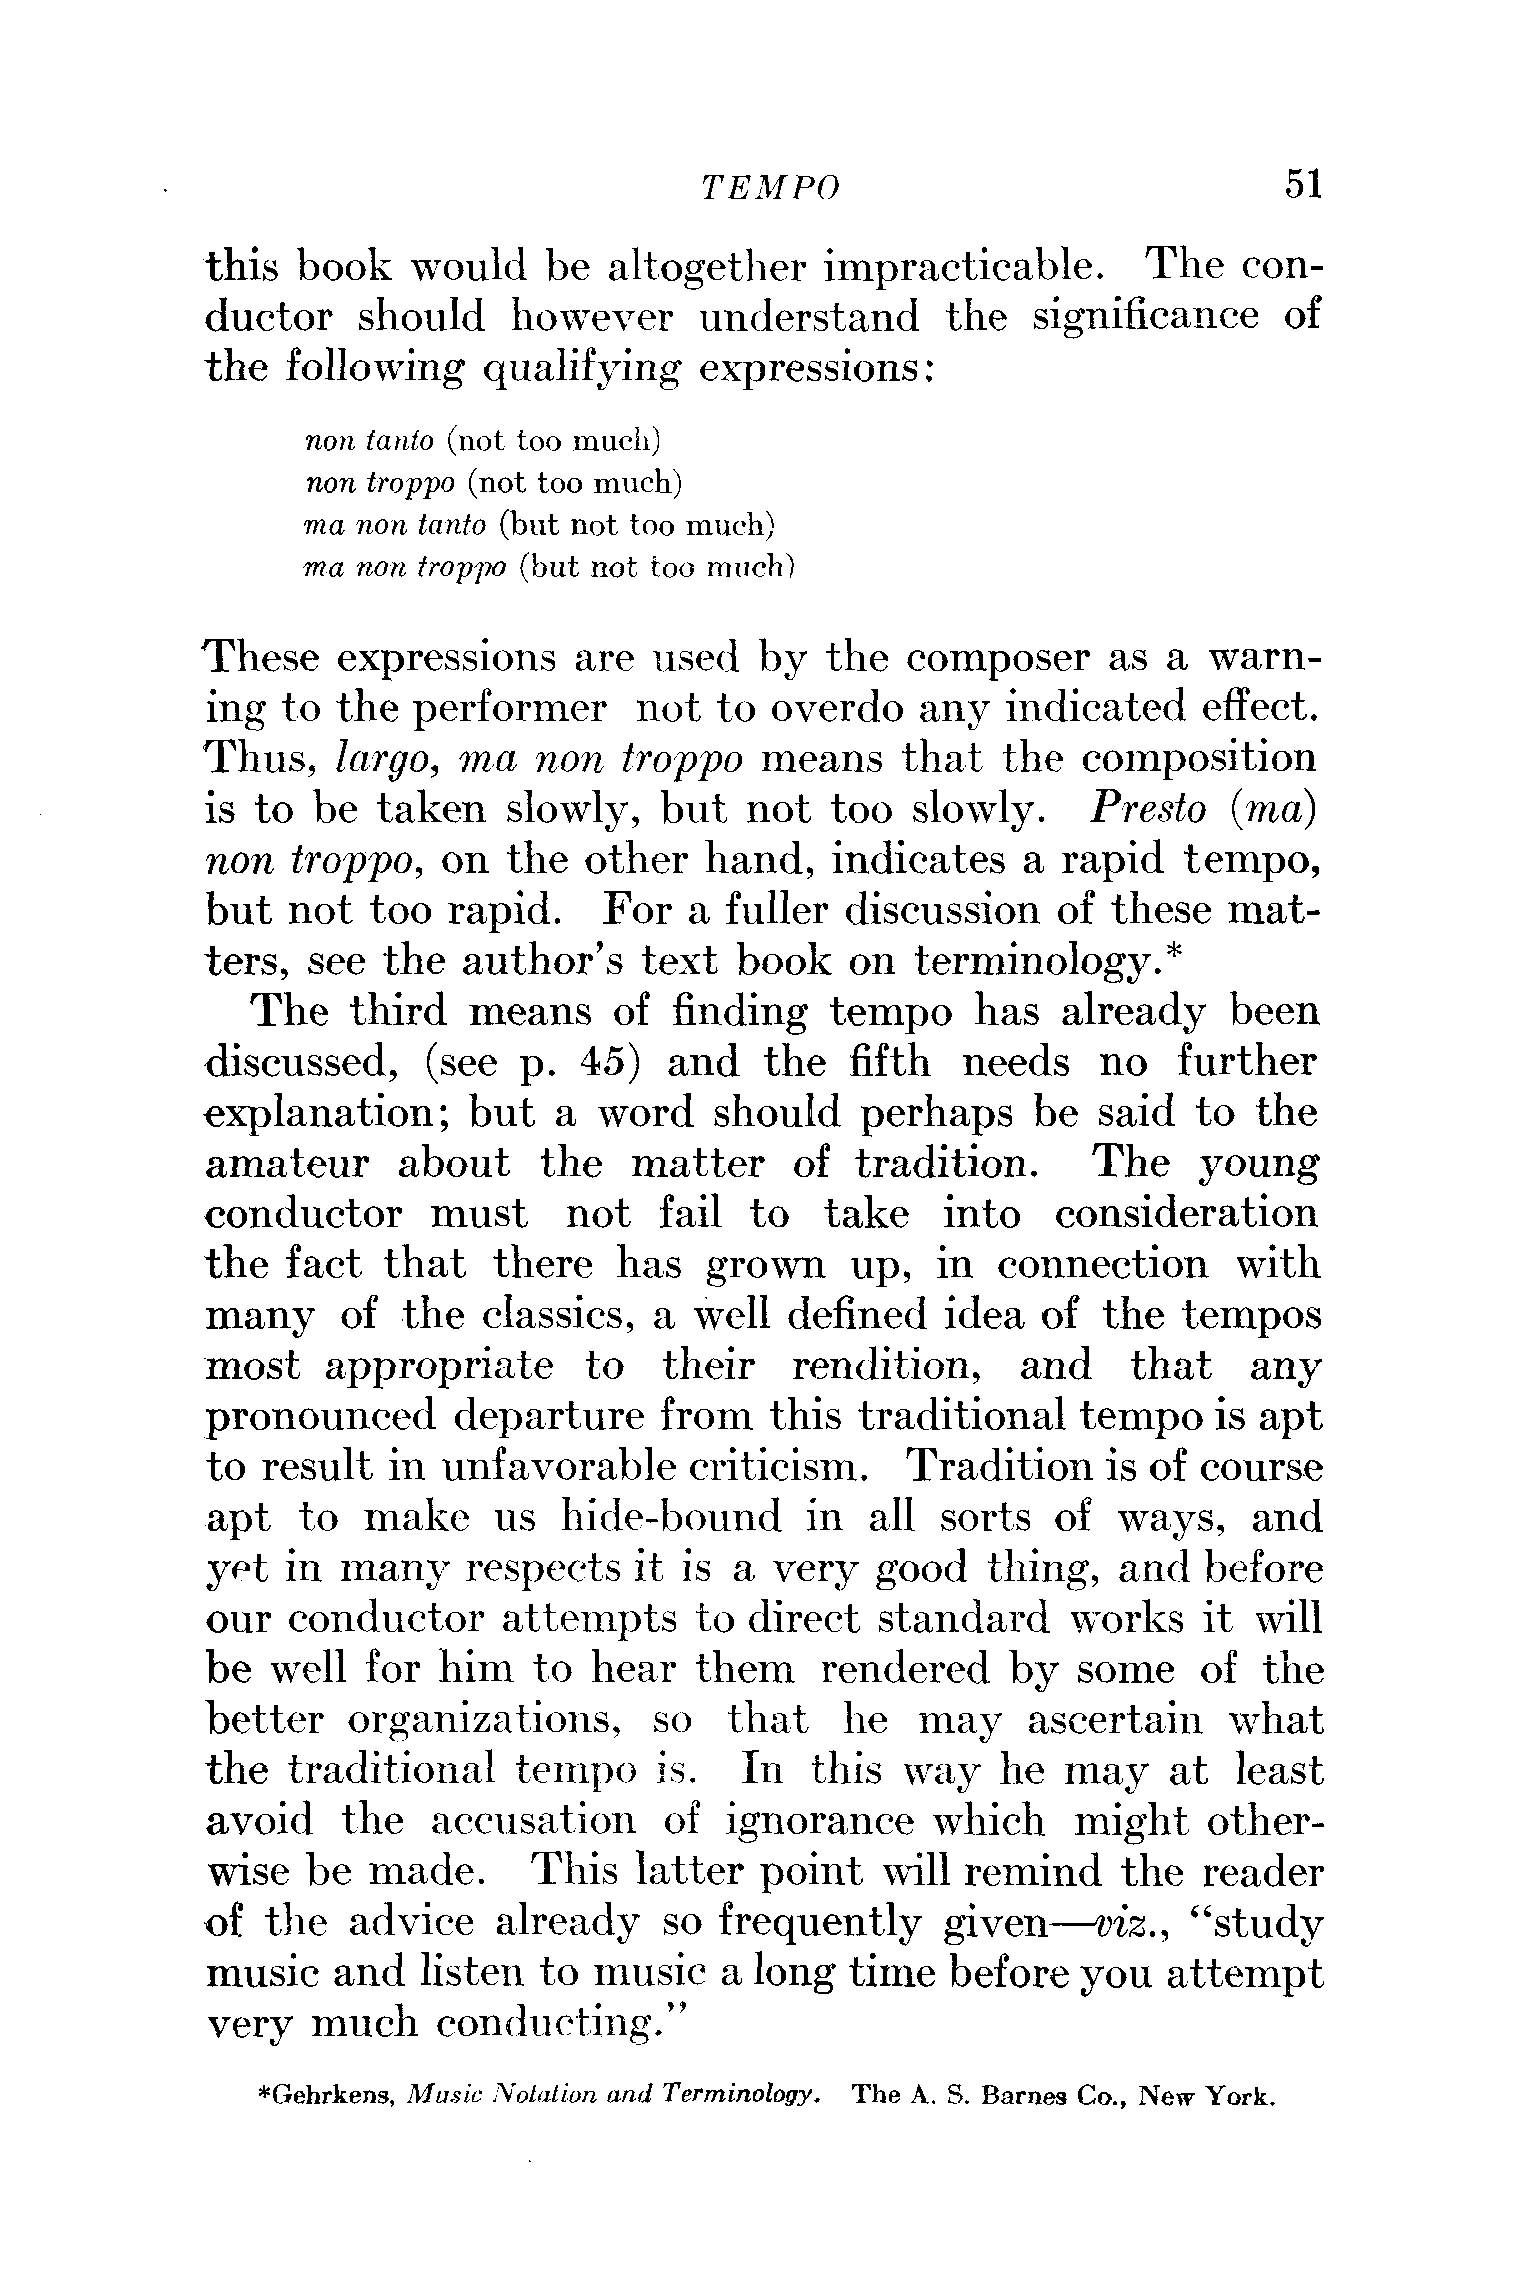 TEMPO 51
this book would be altogether impracticable. The con-
ductor should however understand the significance of
the following qualifying expressions:
non tanto (not too much)
non troppo (not too much)
ma non tanto (but not too much)
ma non troppo (but not too much)
These expressions are used by the composer as a warn-
ing to the performer not to overdo any indicated effect.
Thus, largo, ma non troppo means that the composition
is to be taken slowly, but not too slowly. Presto (ma)
non troppo, on the other hand, indicates a rapid tempo,
but not too rapid. For a fuller discussion of these mat-
ters, see the author's text book on terminology.*
The third means of finding tempo has already been
discussed, (see p. 45) and the fifth needs no further
explanation; but a word should perhaps be said to the
amateur about the matter of tradition. The young
conductor must not fail to take into consideration
the fact that there has grown up, in connection with
many of the classics, a well defined idea of the tempos
most appropriate to their rendition, and that any
pronounced departure from this traditional tempo is apt
to result in unfavorable criticism. Tradition is of course
apt to make us hide-bound in all sorts of ways, and
yet in many respects it is a very good thing, and before
our conductor attempts to direct standard works it will
be well for him to hear them rendered by some of the
better organizations, so that he may ascertain what
the traditional tempo is. In this way he may at least
avoid the accusation of ignorance which might other-
wise be made. This latter point will remind the reader
of the advice already so frequently given—viz., "study
music and listen to music a long time before you attempt
very much conducting."
*Gehrkens, Music Notation and Terminology. The A. S. Barnes Co., New York.